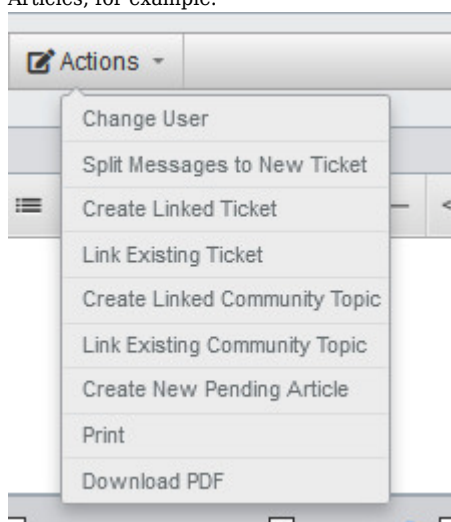 Articles, for example.
Actions
Change User
Split Messages to New Ticket
Create Linked Ticket
Link Existing Ticket
Create Linked Community Topic
Link Existing Community Topic
Create New Pending Article
Print
Download PDF